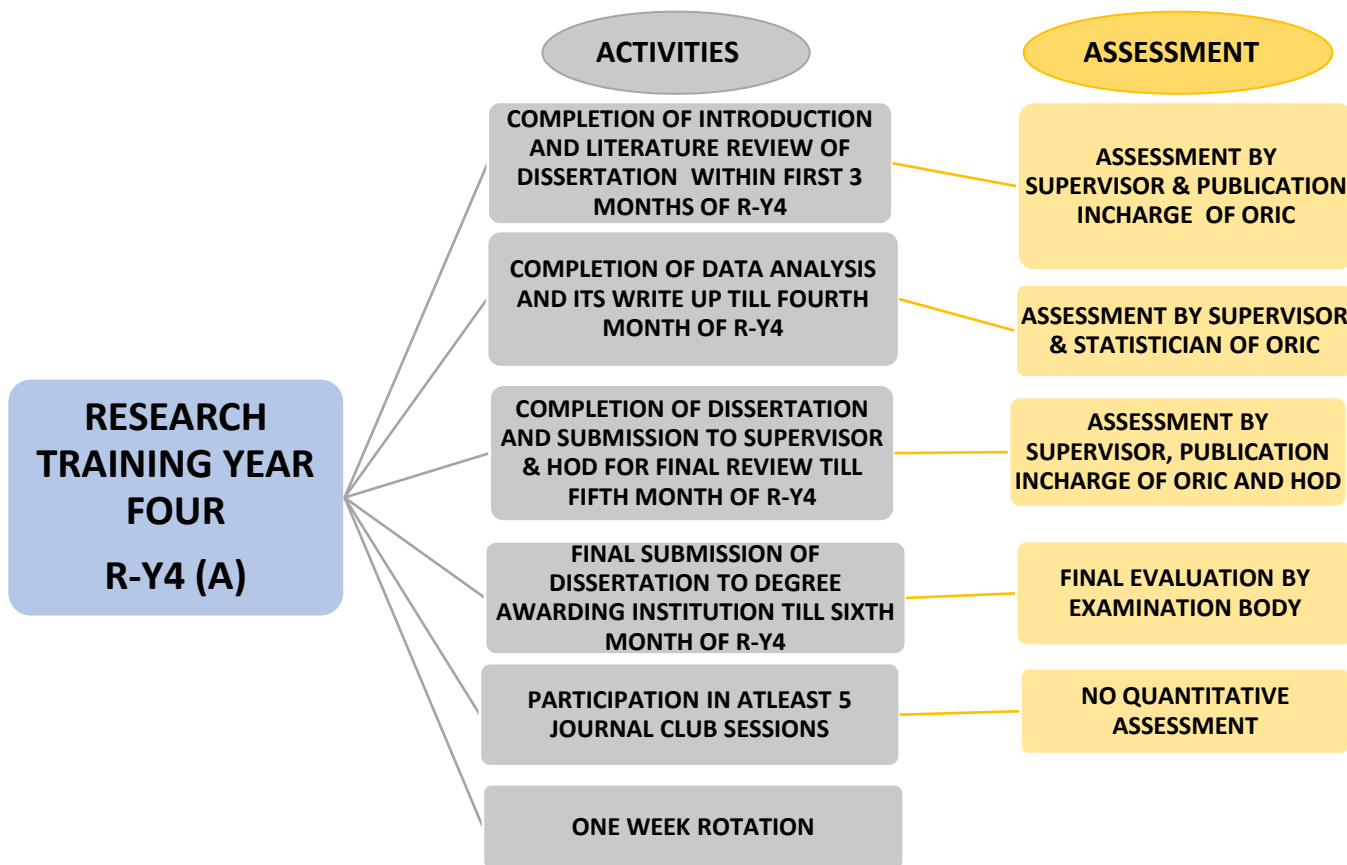 ACTIVITIES
ASSESSMENT
COMPLETION OF INTRODUCTION
AND LITERATURE REVIEW OF
DISSERTATION WITHIN FIRST 3
MONTHS OF R-Y4
ASSESSMENT BY
SUPERVISOR & PUBLICATION
INCHARGE OF ORIC
COMPLETION OF DATA ANALYSIS
AND ITS WRITE UP TILL FOURTH
MONTH OF R-Y4
ASSESSMENT BY SUPERVISOR
& STATISTICIAN OF ORIC
RESEARCH
TRAINING YEAR
FOUR
R-Y4 (A)
COMPLETION OF DISSERTATION
AND SUBMISSION TO SUPERVISOR
& HOD FOR FINAL REVIEW TILL
FIFTH MONTH OF R-Y4
ASSESSMENT BY
SUPERVISOR, PUBLICATION
INCHARGE OF ORIC AND HOD
FINAL SUBMISSION OF
DISSERTATION TO DEGREE
AWARDING INSTITUTION TILL SIXTH
MONTH OF R-Y4
FINAL EVALUATION BY
EXAMINATION BODY
PARTICIPATION IN ATLEAST 5
JOURNAL CLUB SESSIONS
NO QUANTITATIVE
ASSESSMENT
ONE WEEK ROTATION